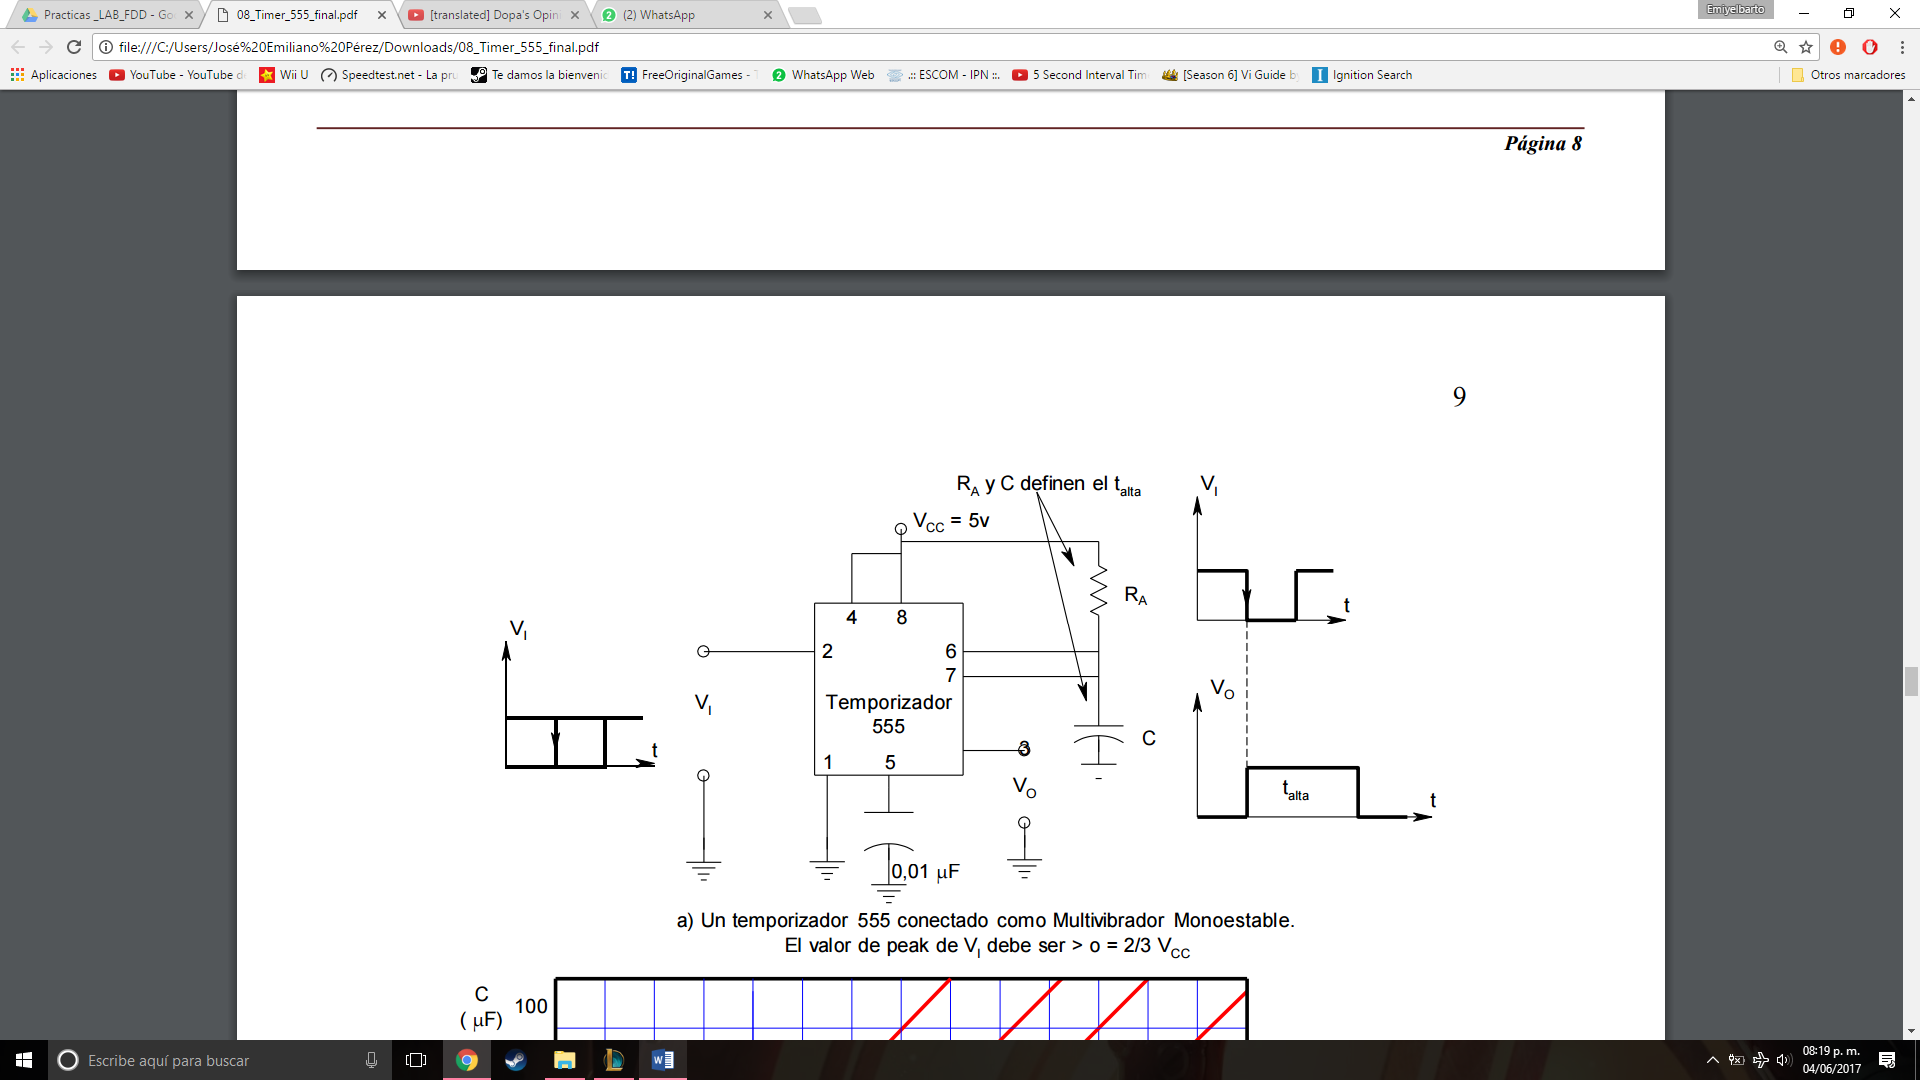 Practicas _LAB_FDD - Go
08_Timer_555_final.pdf
[translated] Dopa's Opin
(2) WhatsApp
Emiyelbarto
file:///C:/Users/José%20Emiliano%20Pérez/Downloads/08_Timer_555_final.pdf
Aplicaciones
YouTube - YouTube d
Wii U
Speedtest.net - La pru
Te damos la bienvenid
T! FreeOriginalGames - T
WhatsApp Web
.:: ESCOM - IPN ::.
5 Second Interval Tim
[Season 6] Vi Guide b
I Ignition Search
Otros marcadores
Página 8
9
RA y C definen el talta
VCC = 5v
RA
4 8
2 6
7
Temporizador
555
3
1 5
C
VI
VI
t
VO
0,01 µF
VI
t
VO
talta
t
a) Un temporizador 555 conectado como Multivibrador Monoestable.
El valor de peak de VI debe ser > o = 2/3 VCC
C
( µF)
100
Escribe aquí para buscar
08:19 p. m.
04/06/2017